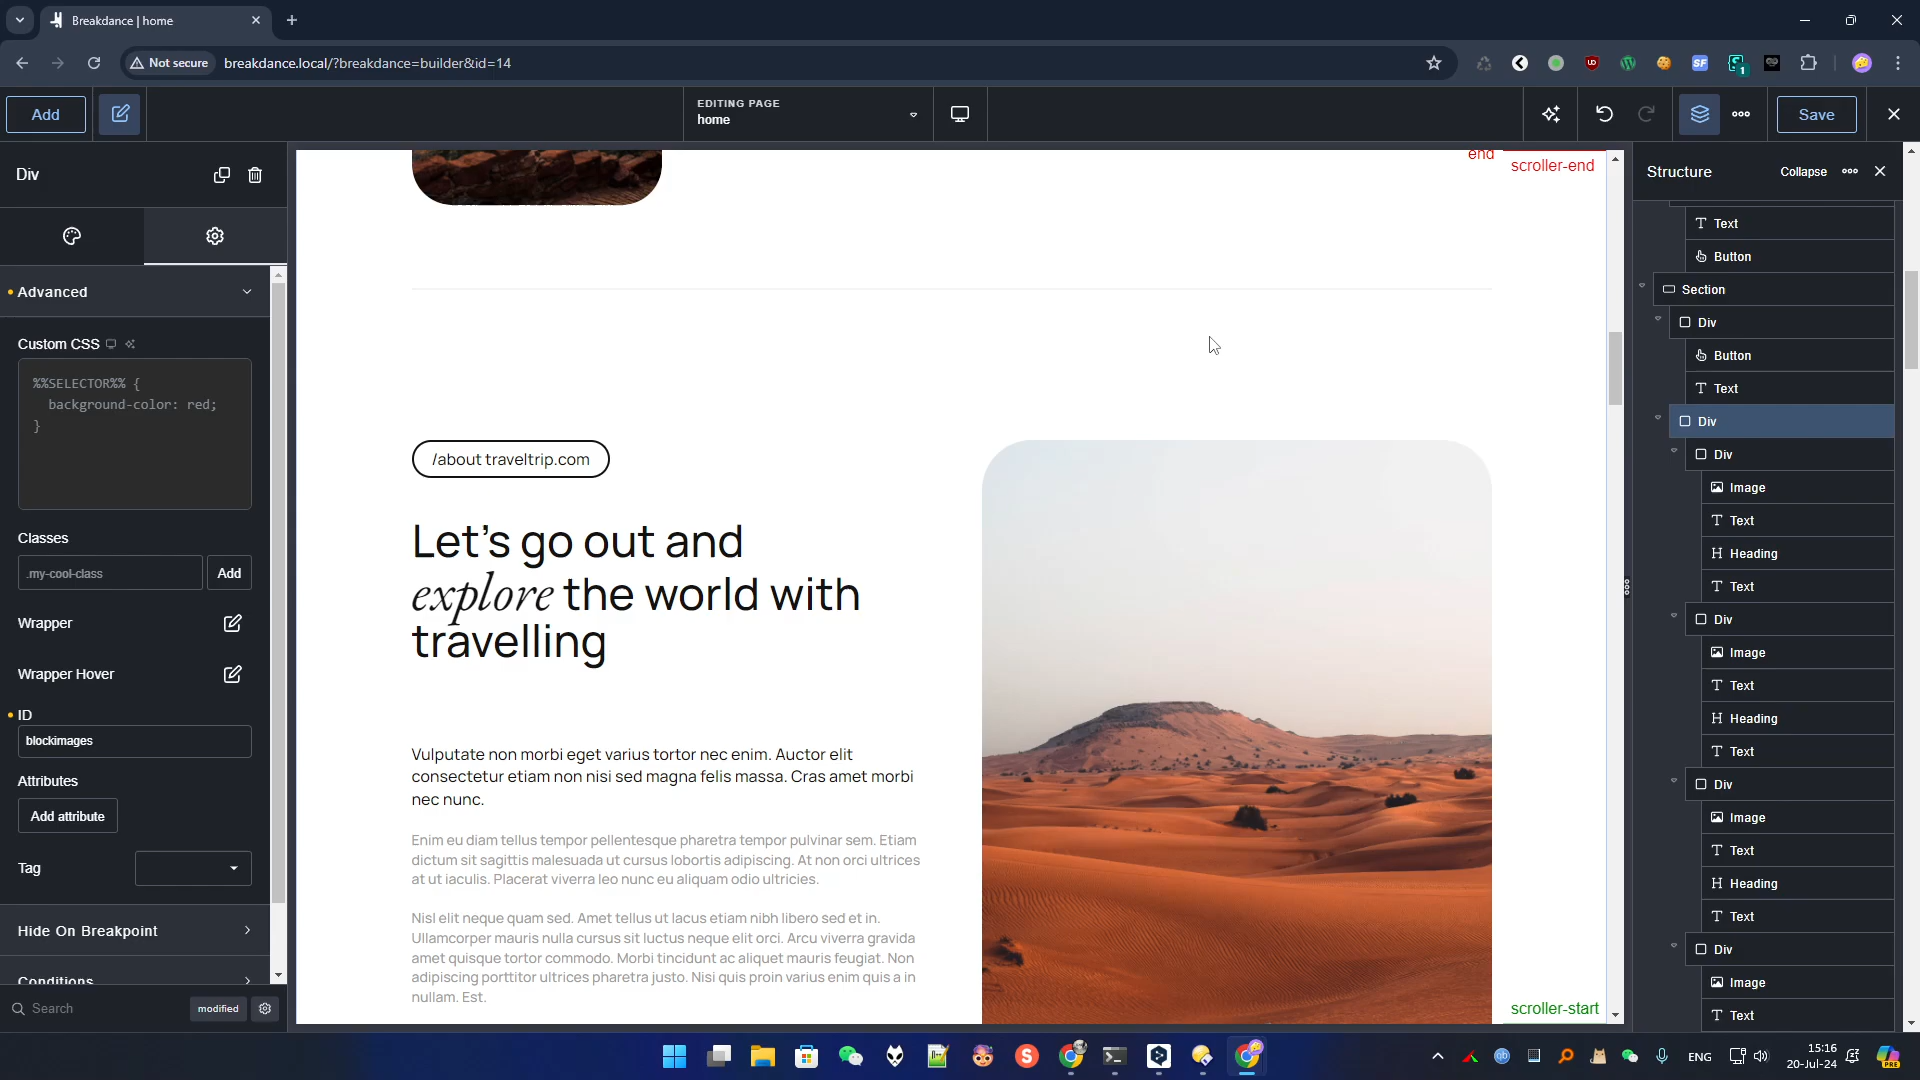 Breakdance | home
Not secure
breakdance.local/?breakdance=builder&id=14
1
Add
EDITING PAGE
home
Save
Div
Advanced
Custom CSS
%%SELECTOR%% {
background-color: red;
}
Classes
.my-cool-class
Add
Wrapper
Wrapper Hover
ID
blockimages
Attributes
Add attribute
Tag
Hide On Breakpoint
Conditions
Search
modified
end
scroller-end
/about traveltrip.com
Let's go out and
explore the world with
travelling
Vulputate non morbi eget varius tortor nec enim. Auctor elit
consectetur etiam non nisi sed magna felis massa. Cras amet morbi
nec nunc.
Enim eu diam tellus tempor pellentesque pharetra tempor pulvinar sem. Etiam
dictum sit sagittis malesuada ut cursus lobortis adipiscing. At non orci ultrices
at ut iaculis. Placerat viverra leo nunc eu aliquam odio ultricies.
Nisl elit neque quam sed. Amet tellus ut lacus etiam nibh libero sed et in.
Ullamcorper mauris nulla cursus sit luctus neque elit orci. Arcu viverra gravida
amet quisque tortor commodo. Morbi tincidunt ac aliquet mauris feugiat. Non
adipiscing porttitor ultrices pharetra justo. Nisi quis proin varius enim quis a in
nullam. Est.
scroller-start
Structure
Collapse
Text
Button
Section
Div
Button
Text
Div
Div
Image
Text
Heading
Text
Div
Image
Text
Heading
Text
Div
Image
Text
Heading
Text
Div
Image
Text
ENG
15:16
20-Jul-24